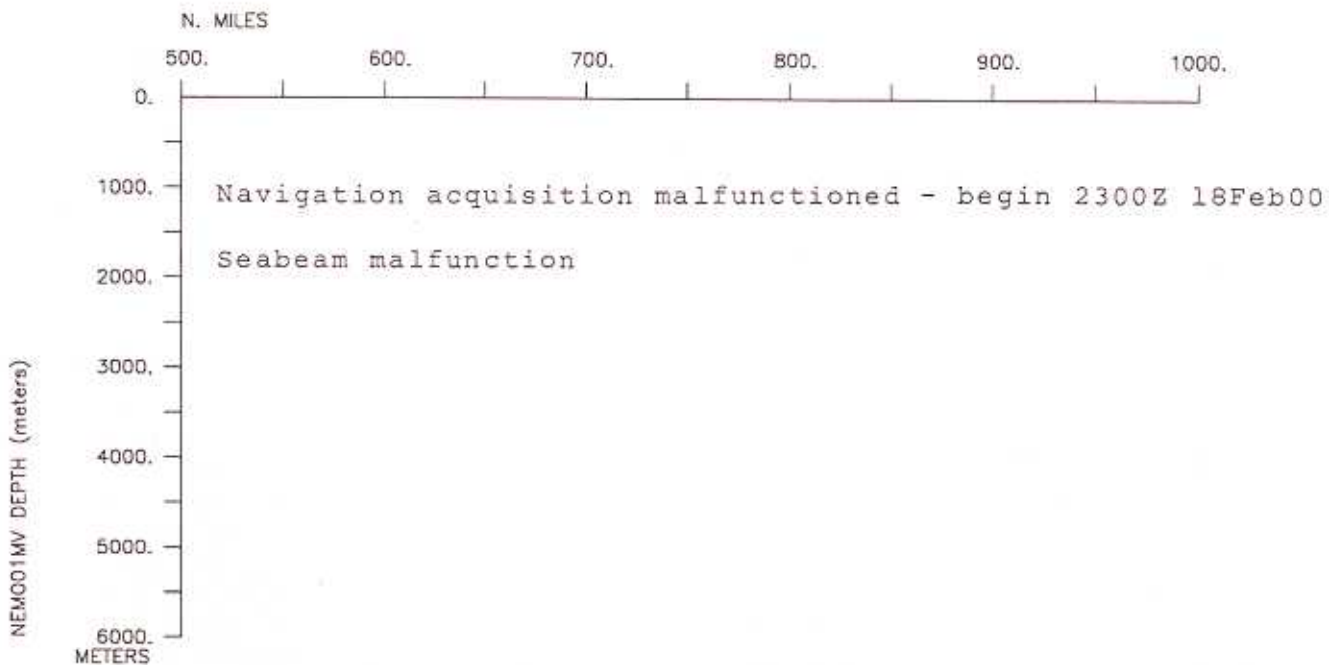 N. MILES
500. 600. 700. 800. 900. 1000.
0.
1000.
Navigation acquisition malfunctioned - begin 2300Z 18Feb00
Seabeam malfunction
2000.
3000.
4000.
5000.
6000.
METERS
NEMO01MV DEPTH (meters)